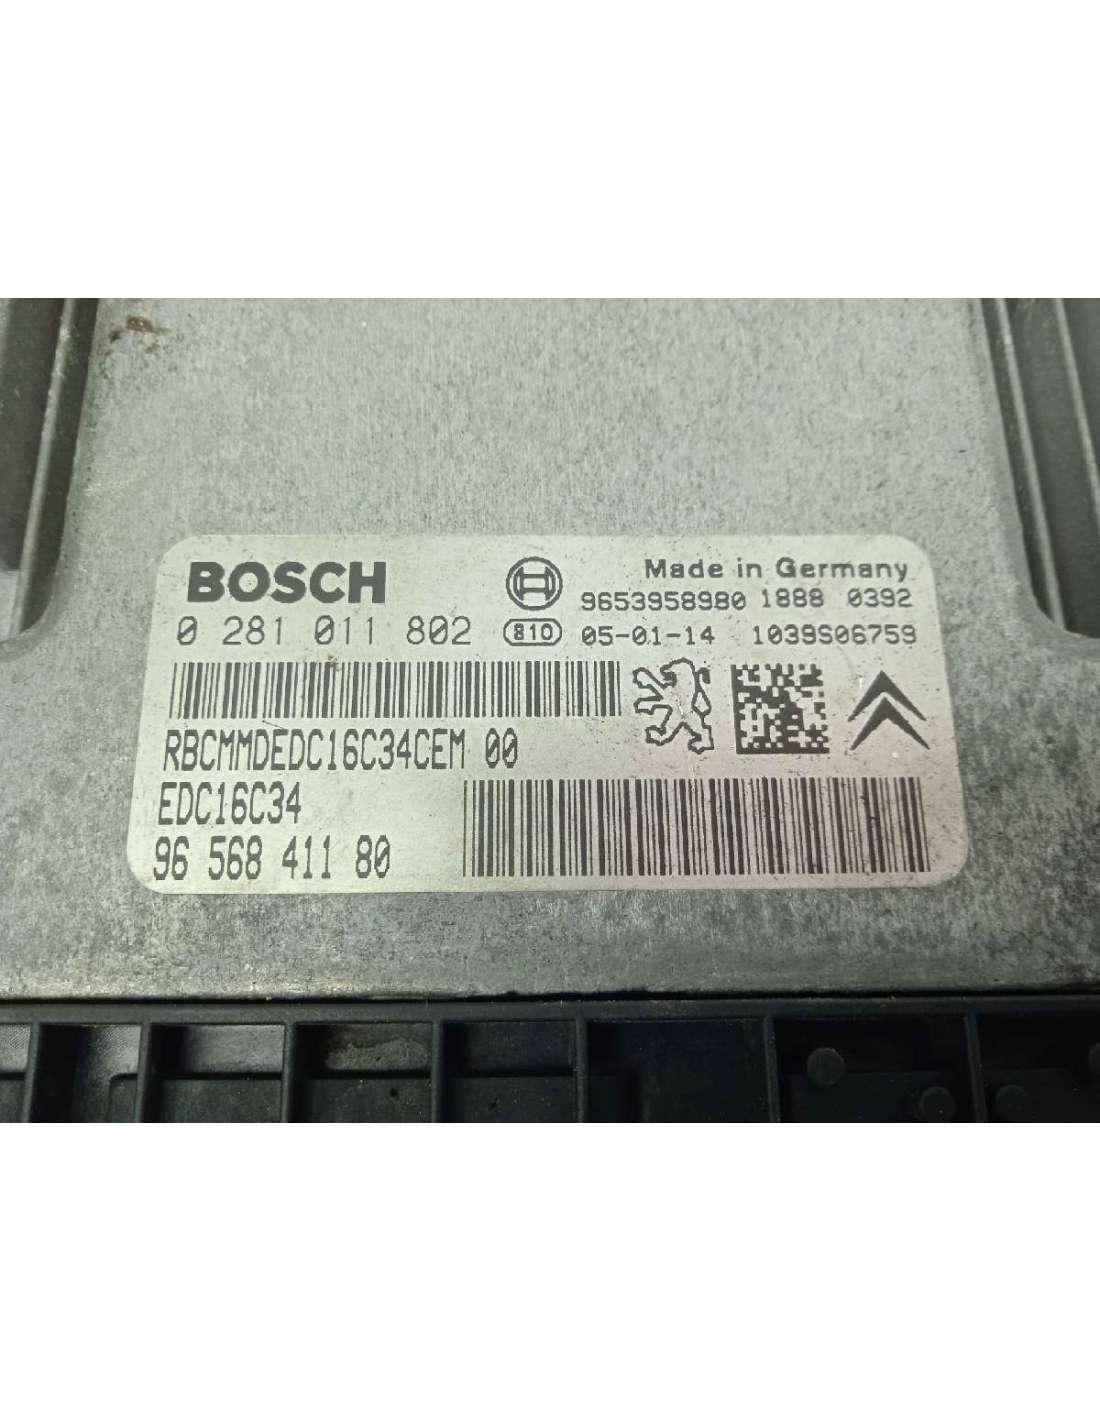 BOSCH
Made in Germany
9653958980 1888 0392
0 281 011 802 810 05-01-14 1039S06759
RBCMMDEDC16C34CEM 00
EDC16C34
96 568 411 80